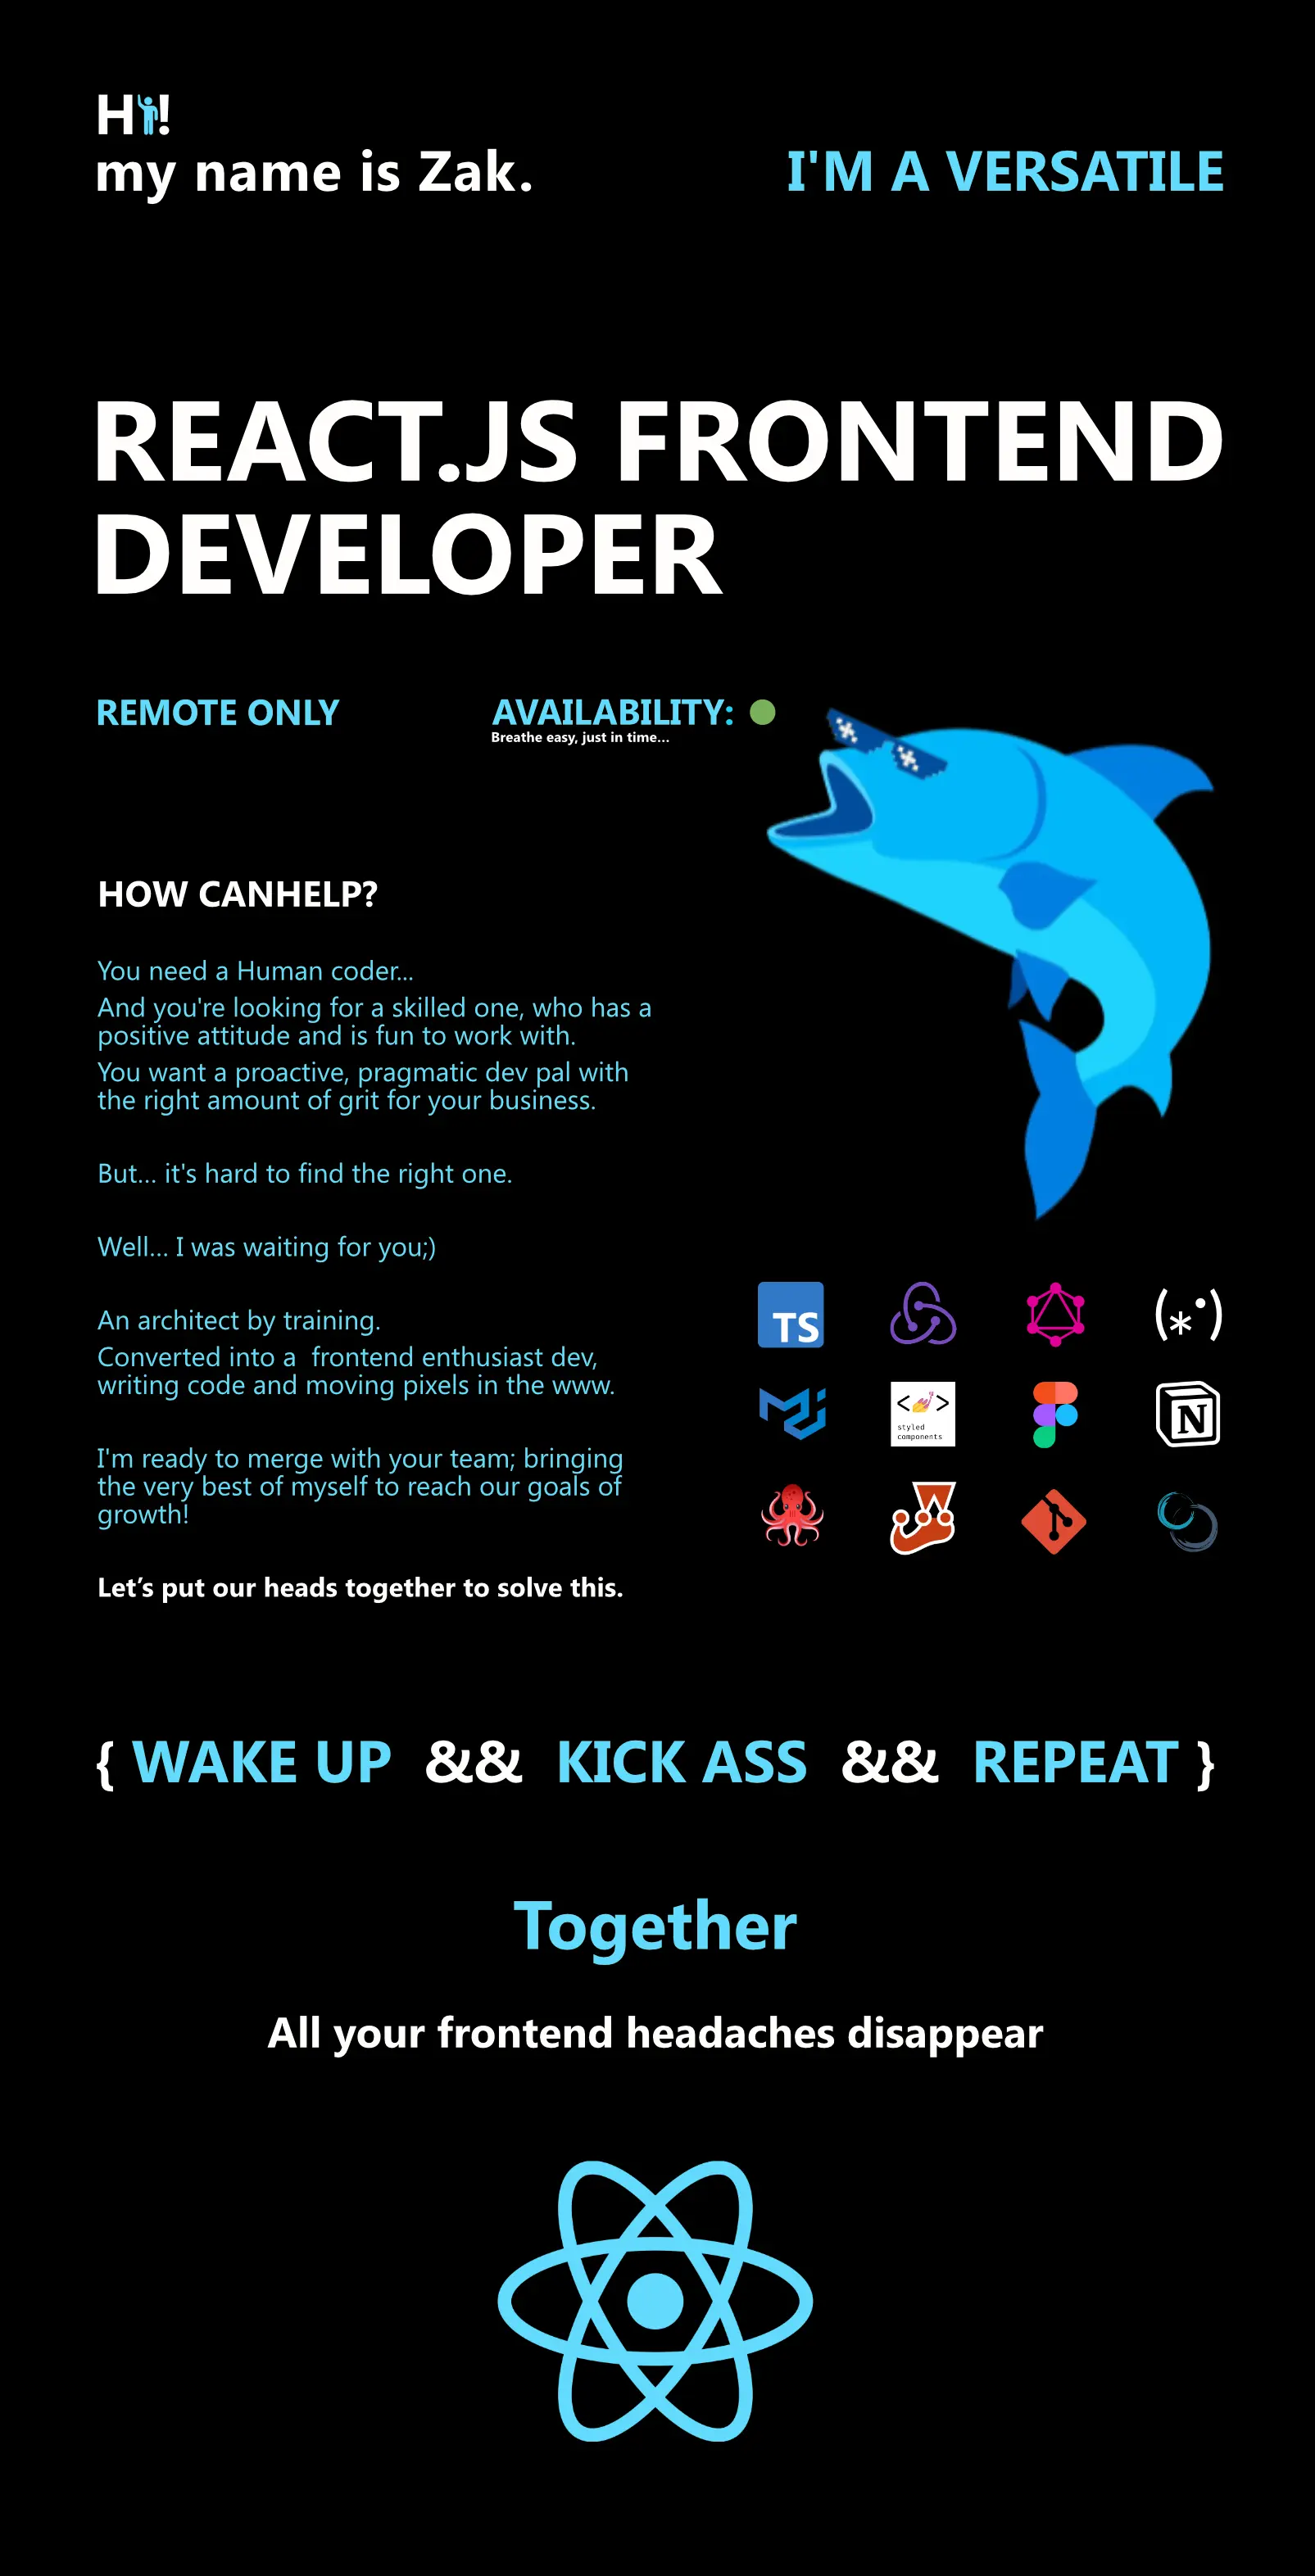 H !
my name is Zak.
I'M A VERSATILE
REACT.JS FRONTEND
DEVELOPER
REMOTE ONLY
AVAILABILITY:
Breathe easy, just in time...
HOW CANHELP?
You need a Human coder...
And you're looking for a skilled one, who has a
positive attitude and is fun to work with.
You want a proactive, pragmatic dev pal with
the right amount of grit for your business.
But... it's hard to find the right one.
Well... I was waiting for you;)
An architect by training.
Converted into a  frontend enthusiast dev,
writing code and moving pixels in the www.
I'm ready to merge with your team; bringing
the very best of myself to reach our goals of
growth!
Let’s put our heads together to solve this.
TS
(*•)
< >
styled
components
N
{ WAKE UP && KICK ASS && REPEAT }
Together
All your frontend headaches disappear